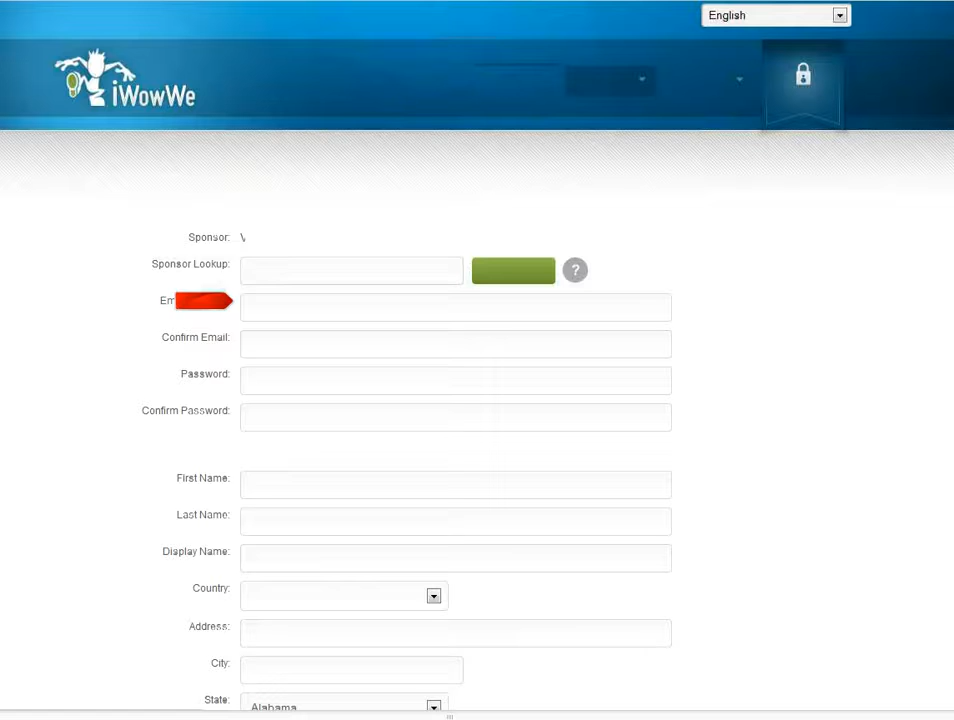 English
iWowWe
Sponsor:
Sponsor Lookup:
?
Confirm Email:
Password:
Confirm Password:
First Name:
Last Name:
Display Name:
Country:
Address:
City:
State:
Alabama